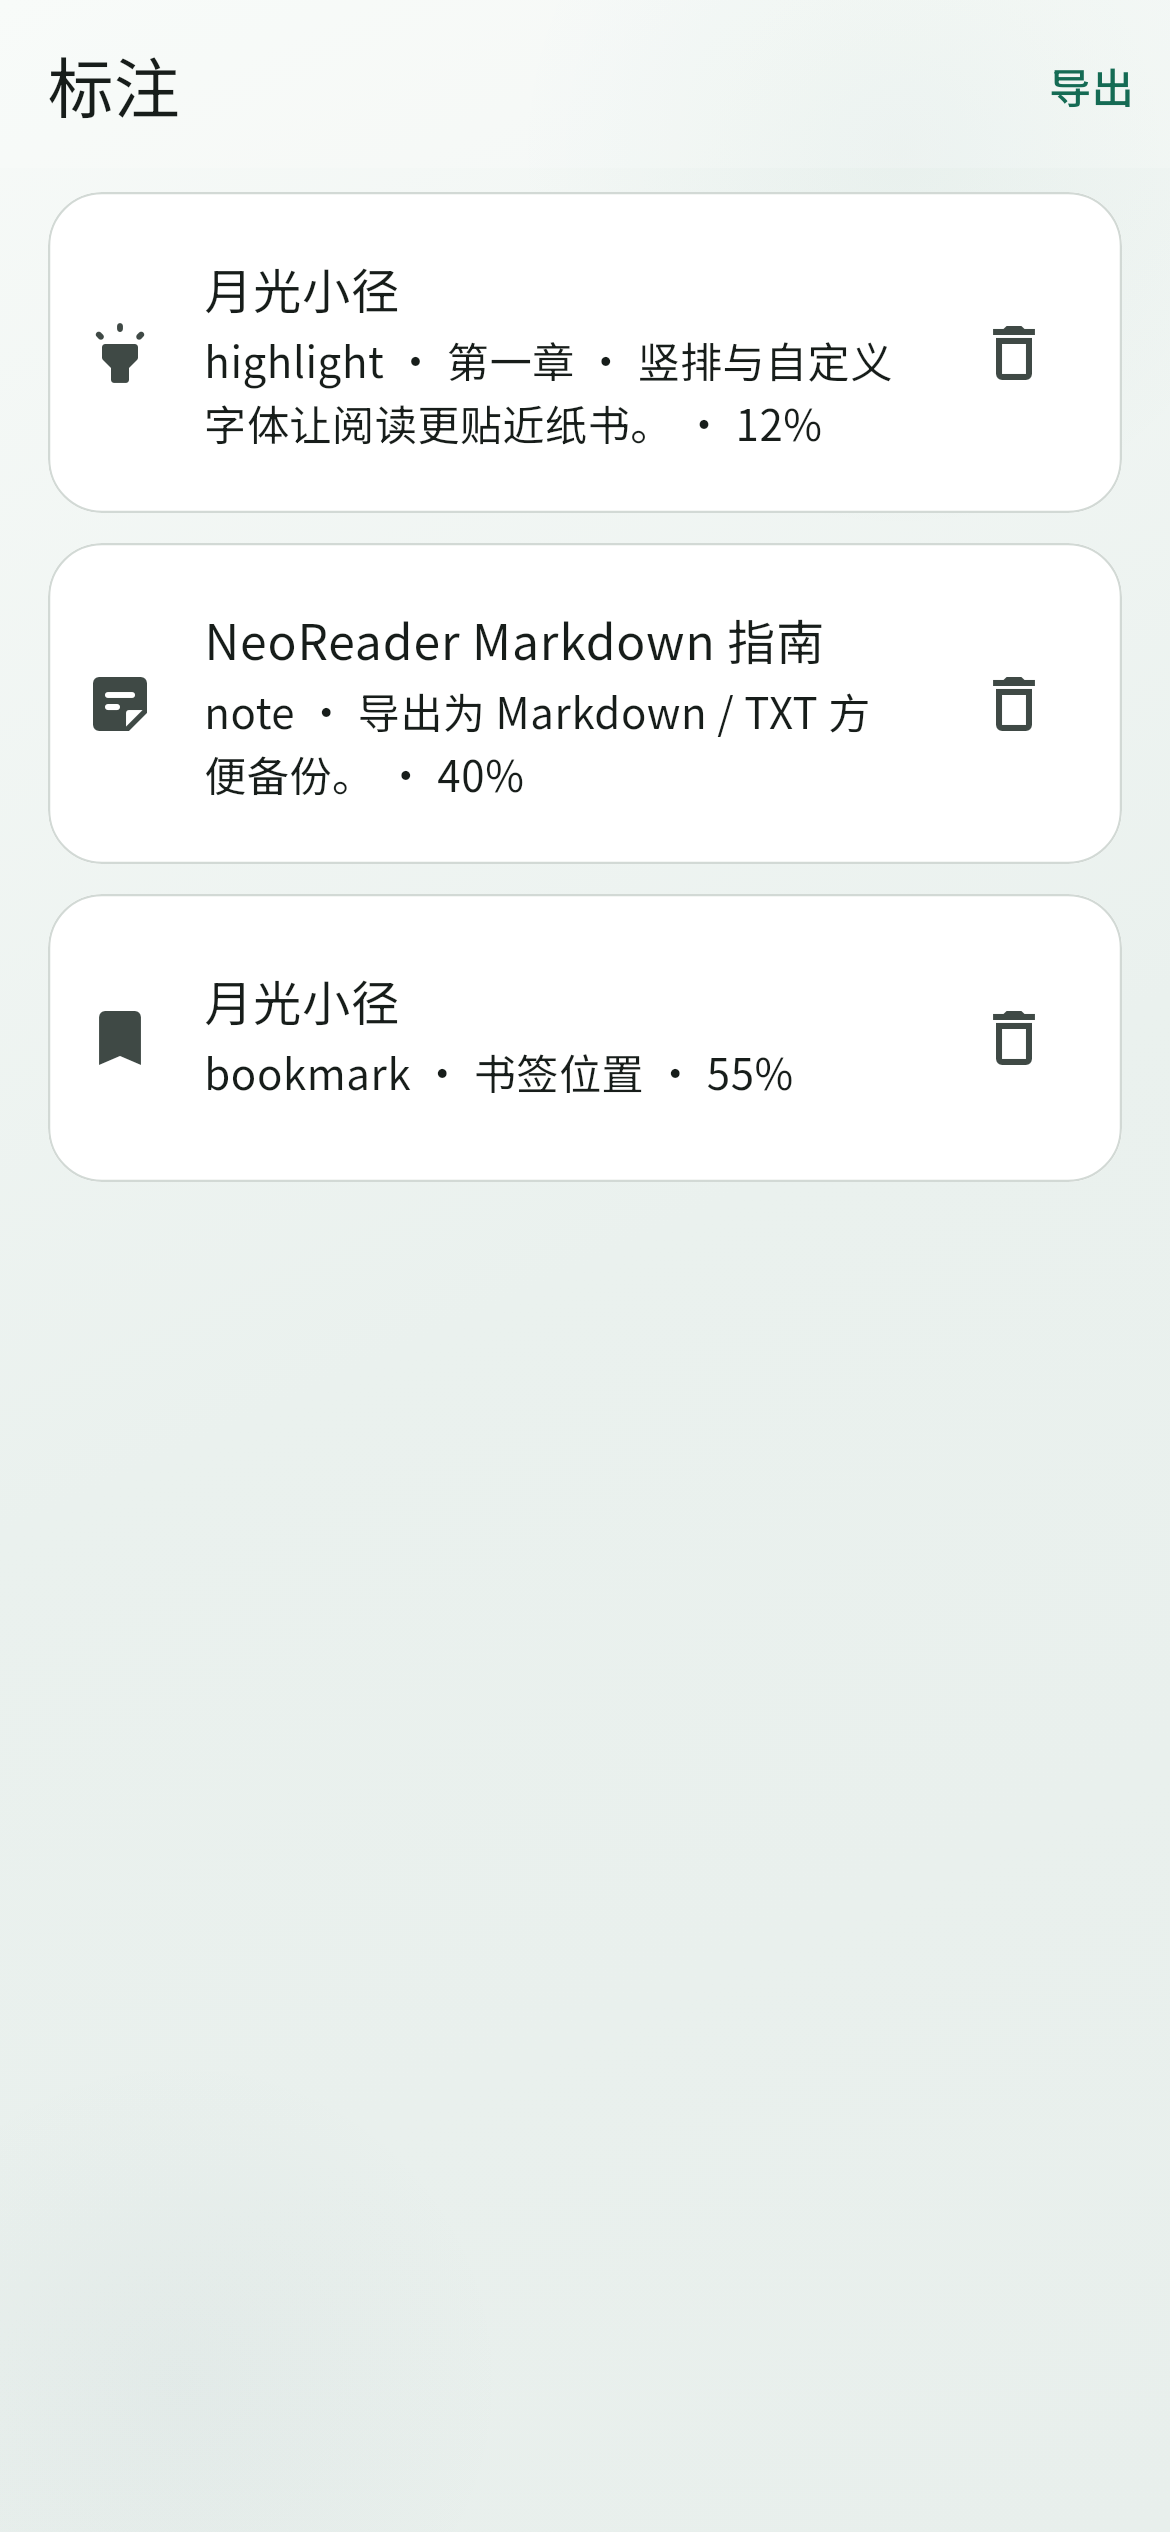 标注
导出
月光小径
highlight • 第一章 • 竖排与自定义
字体让阅读更贴近纸书。 • 12%
NeoReader Markdown 指南
note • 导出为 Markdown / TXT 方
便备份。 • 40%
月光小径
bookmark • 书签位置 • 55%